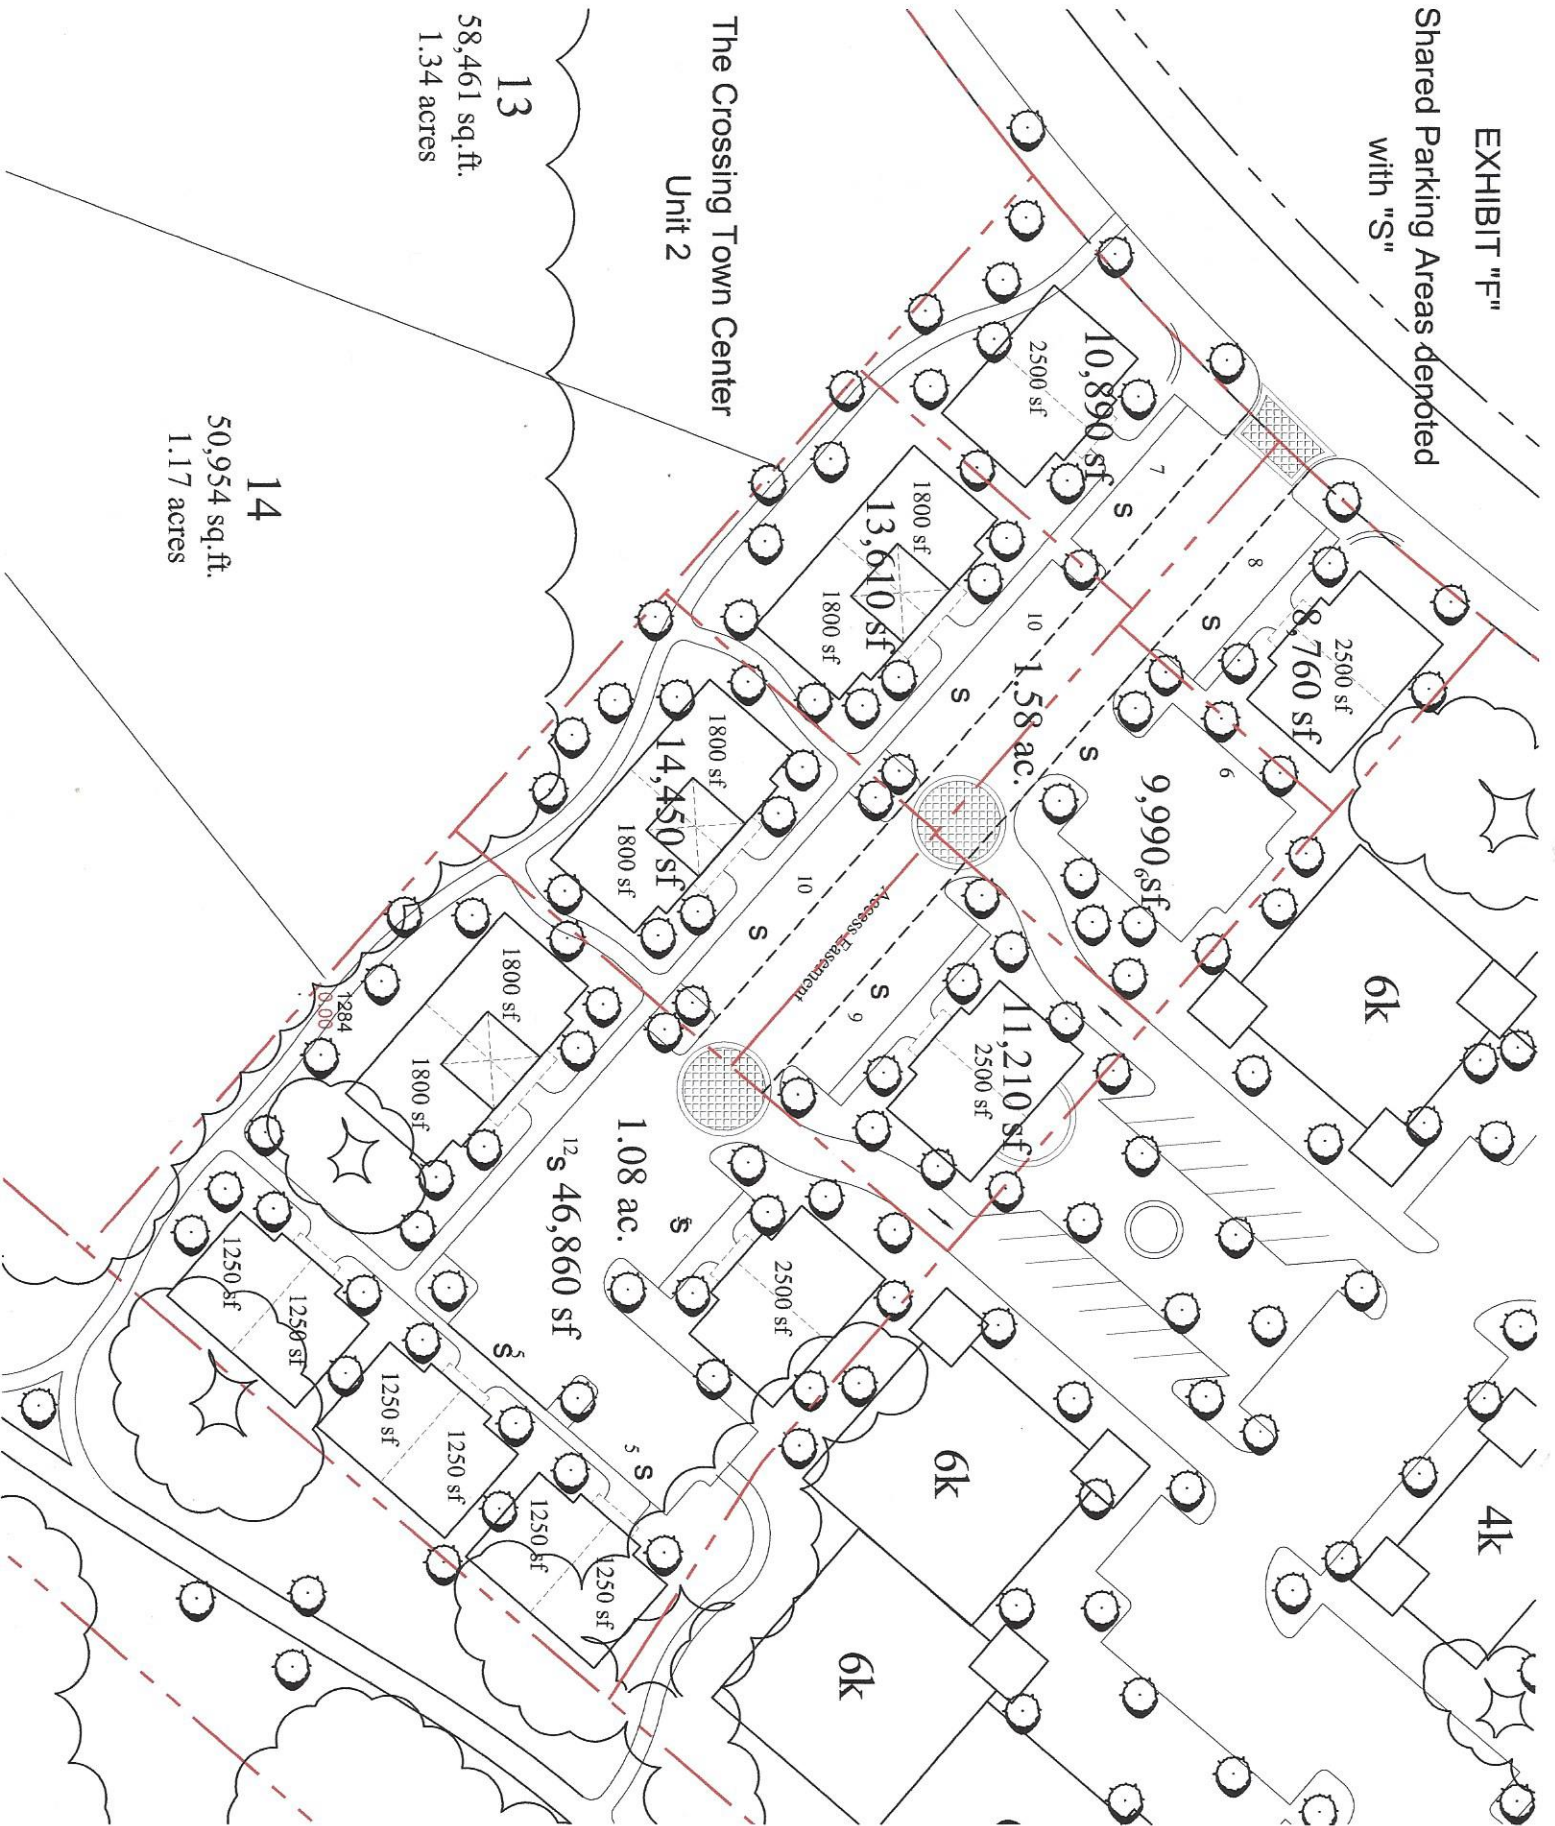 EXHIBIT "F"
Shared Parking Areas denoted
with "S"
The Crossing Town Center
Unit 2
13
58,461 sq.ft.
1.34 acres
14
50,954 sq.ft.
1.17 acres
10,890 sf
2500 sf
7
S
8
S
8,760 sf
2500 sf
13,610 sf
1800 sf
1800 sf
10
S
1.58 ac.
S
6
9,990 sf
6
14,450 sf
1800 sf
1800 sf
10
S
Access Easement
S
9
11,210 sf
2500 sf
6k
1800 sf
1800 sf
1284
0.00
12
S
46,860 sf
1.08 ac.
S
2500 sf
5
S
5
S
1250 sf
1250 sf
1250 sf
1250 sf
1250 sf
1250 sf
6k
6k
4k